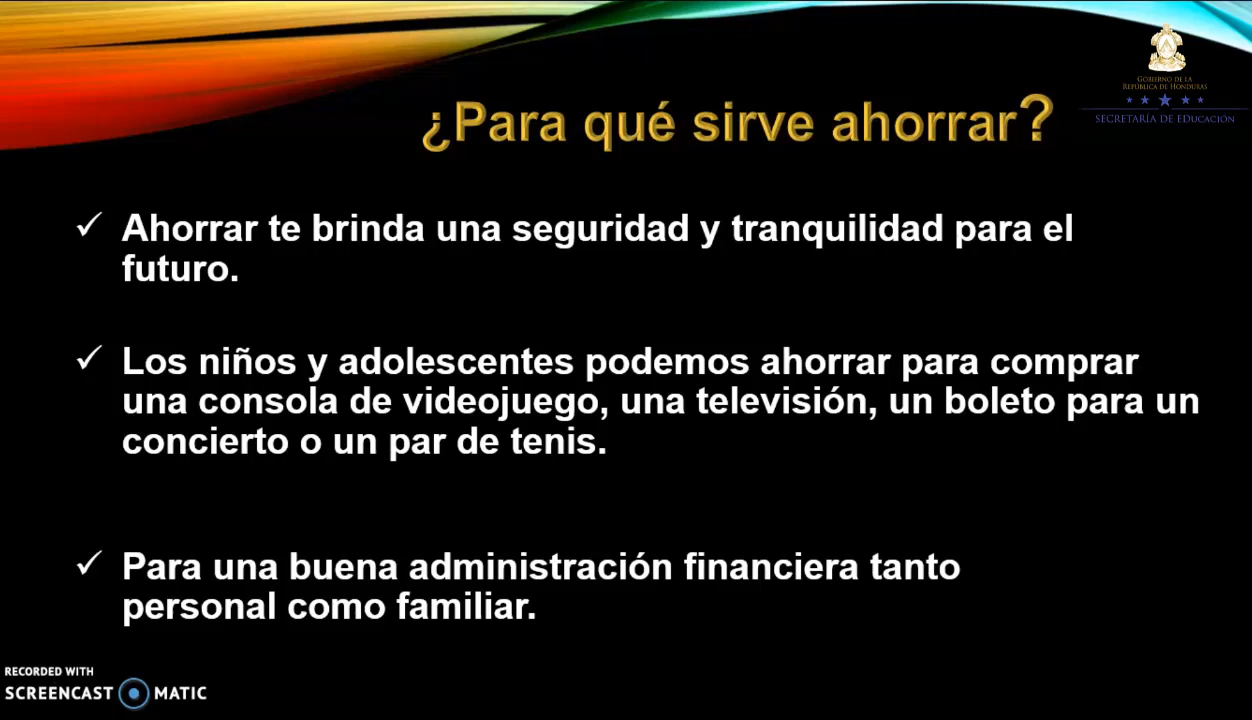 GOBIERNO DE LA
REPÚBLICA DE HONDURAS
SECRETARÍA DE EDUCACIÓN
¿Para qué sirve ahorrar?
Ahorrar te brinda una seguridad y tranquilidad para el
futuro.
Los niños y adolescentes podemos ahorrar para comprar
una consola de videojuego, una televisión, un boleto para un
concierto o un par de tenis.
Para una buena administración financiera tanto
personal como familiar.
RECORDED WITH
SCREENCAST MATIC